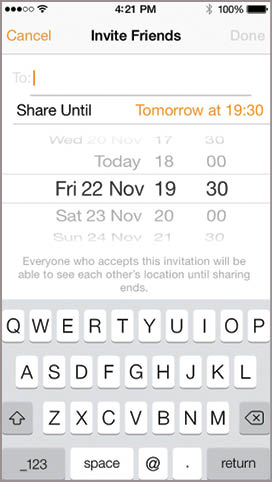 4:21 PM 100%
Cancel Invite Friends Done
To:
Share Until Tomorrow at 19:30
Wed 20 Nov 17 30
Today 18 00
Fri 22 Nov 19 30
Sat 23 Nov 20 00
Sun 24 Nov 21 30
Everyone who accepts this invitation will be
able to see each other's location until sharing
ends.
Q W E R T Y U I O P
A S D F G H J K L
Z X C V B N M
_123 space @ . return